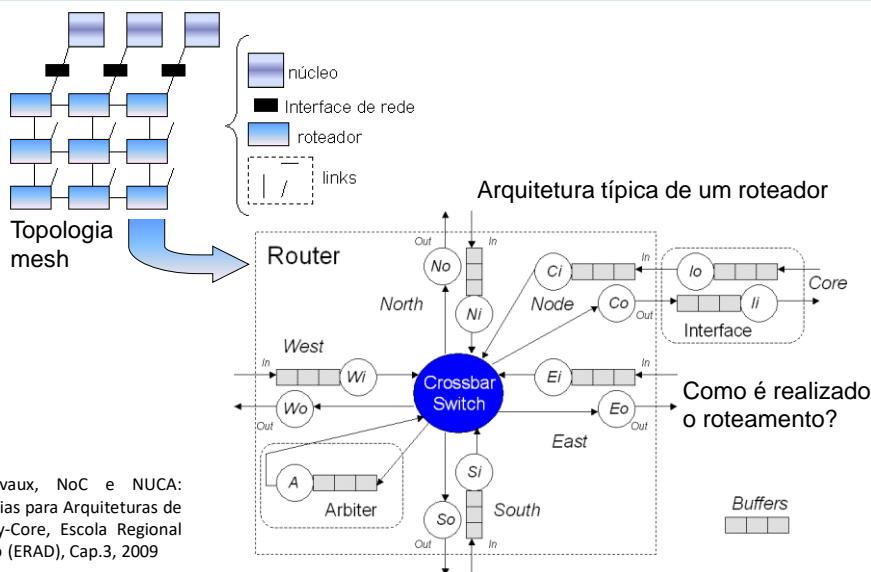 núcleo
Interface de rede
roteador
links
Topologia
mesh
Arquitetura típica de um roteador
Router
Out
In
No
Ni
North
Ci
In
Node
Co
Out
Io
Core
Ii
Interface
West
In
Wi
Wo
Out
Crossbar
Switch
Ei
In
Eo
Out
East
Como é realizado
o roteamento?
A
Arbiter
Si
So
South
Out
In
Buffers
NoC e NUCA:
para Arquiteturas de
Core, Escola Regional
(ERAD), Cap.3, 2009